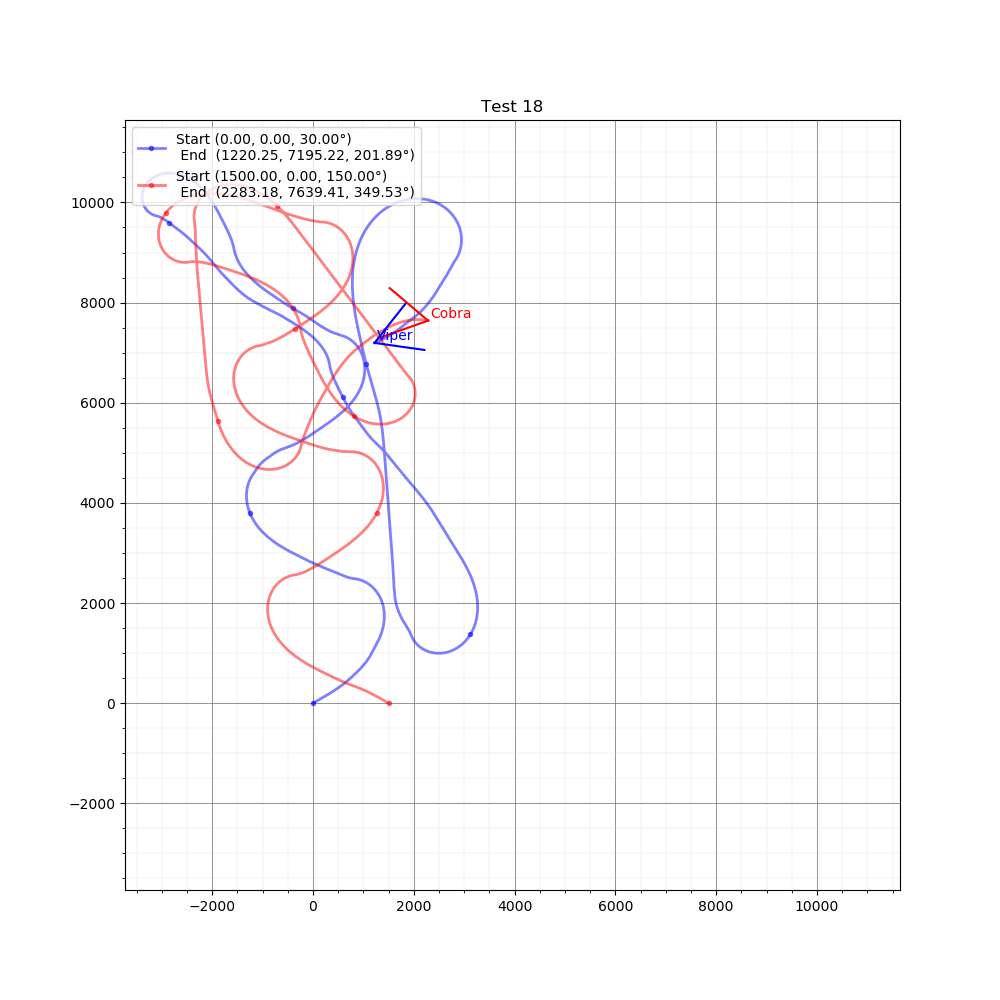 Test 18
Start (0.00, 0.00, 30.00°)
End (1220.25, 7195.22, 201.89°)
Start (1500.00, 0.00, 150.00°)
End (2283.18, 7639.41, 349.53°)
10000
8000
6000
4000
2000
0
−2000
Cobra
Viper
−2000 0 2000 4000 6000 8000 10000